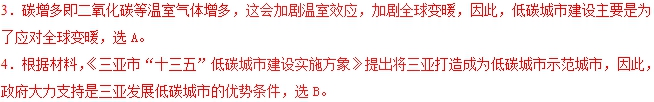 3．碳增多即二氧化碳等温室气体增多，这会加剧温室效应，加剧全球变暖，因此，低碳城市建设主要是为
了应对全球变暖，选 A。
4．根据材料，《三亚市“十三五”低碳城市建设实施方象》提出将三亚打造成为低碳城市示范城市，因此，
政府大力支持是三亚发展低碳城市的优势条件，选 B。